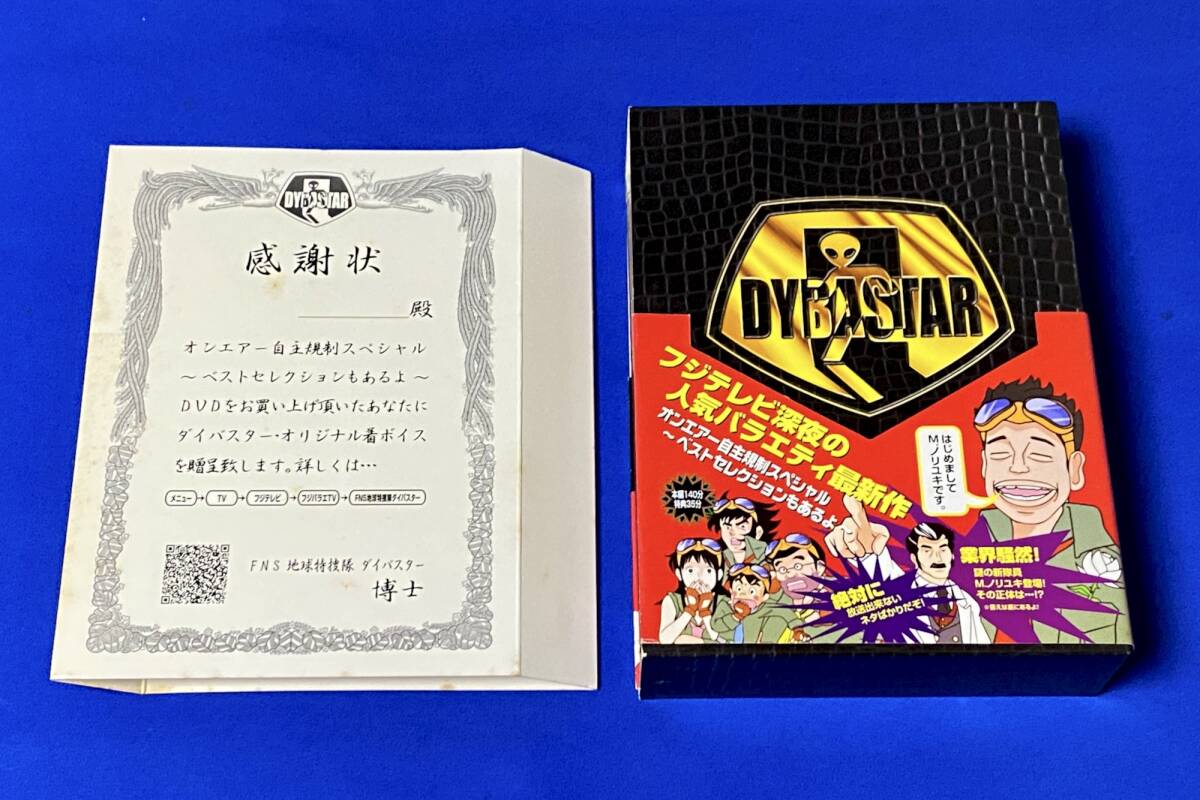 DYBASTAR
感謝状
殿
オンエアー自主規制スペシャル
～ベストセレクションもあるよ～
DVDをお買い上げ頂いたあなたに
ダイバスター・オリジナル着ボイス
を贈呈致します。詳しくは…
メニュー→TV→フジテレビ→フジバラエTV→FNS地球特捜隊ダイバスター
FNS地球特捜隊 ダイバスター
博士
DYBASTAR
フジテレビ深夜の
人気バラエティ最新作
オンエアー自主規制スペシャル
～ベストセレクションもあるよ～
本編140分
特典35分
はじめまして
M.ノリユキです。
絶対に
放送出来ない
ネタばかりだぞ!
業界騒然!
謎の新隊員
M.ノリユキ登場!
その正体は…!?
※答えは裏にあるよ!